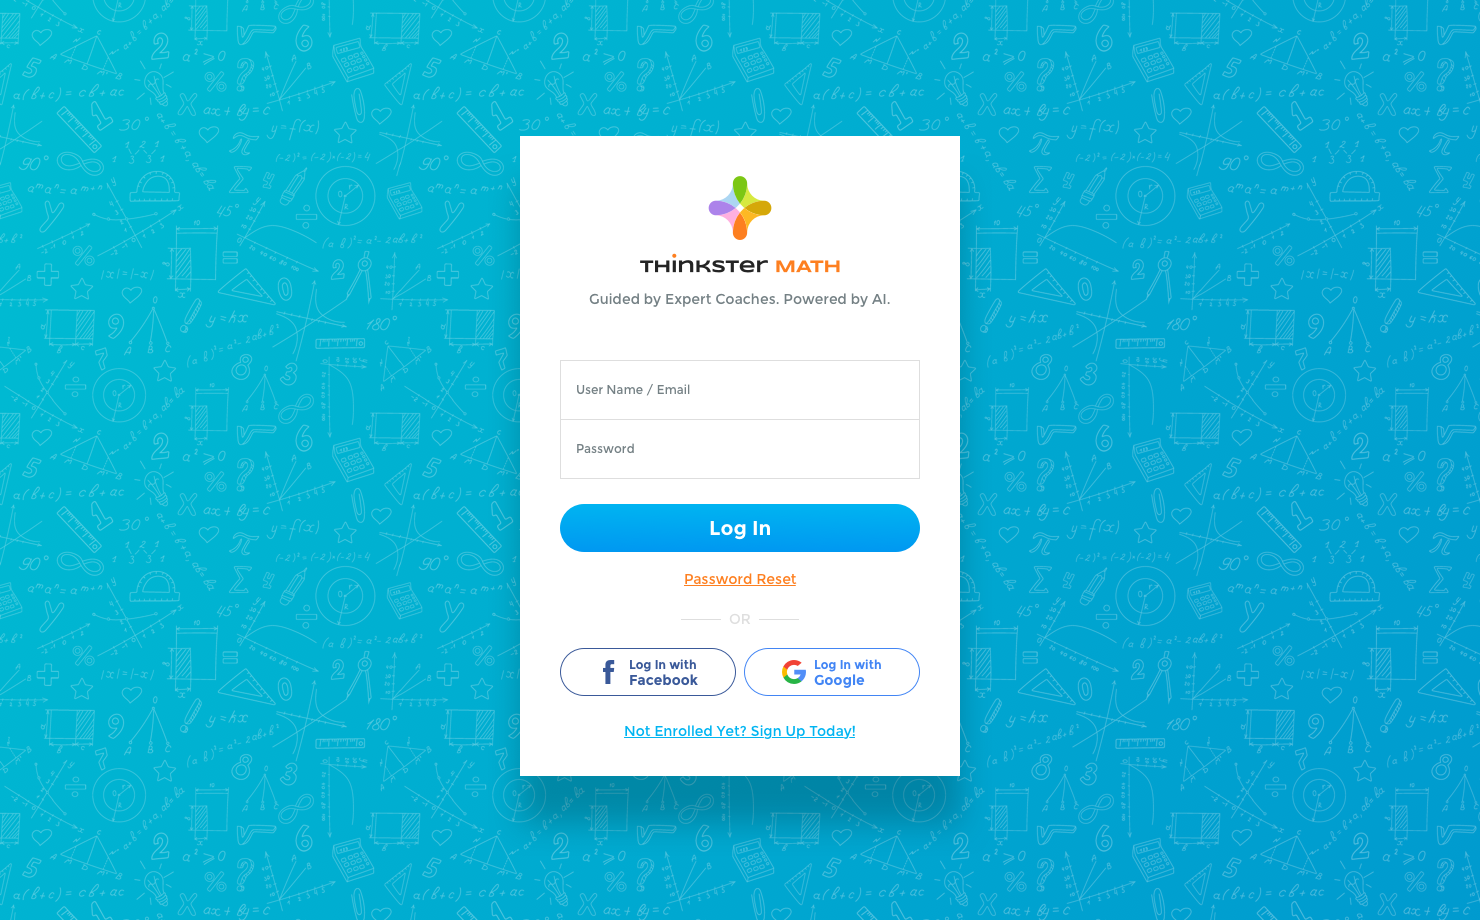 Thinkster MATH
Guided by Expert Coaches. Powered by AI.
User Name / Email
Password
Log In
Password Reset
OR
Log In with
Facebook
Log In with
Google
Not Enrolled Yet? Sign Up Today!